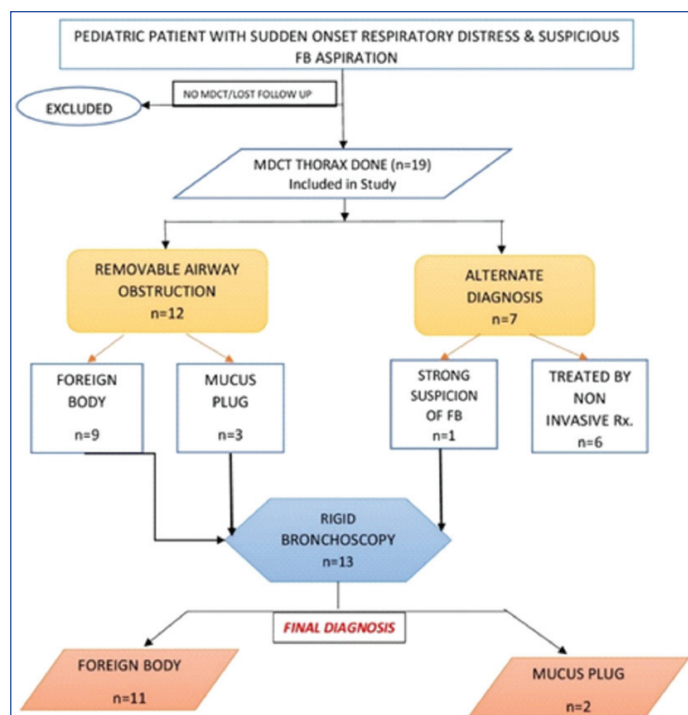 PEDIATRIC PATIENT WITH SUDDEN ONSET RESPIRATORY DISTRESS & SUSPICIOUS
FB ASPIRATION
NO MDCT/LOST FOLLOW UP
EXCLUDED
MDCT THORAX DONE (n=19)
Included in Study
REMOVABLE AIRWAY
OBSTRUCTION
n=12
ALTERNATE
DIAGNOSIS
n=7
FOREIGN
BODY
n=9
MUCUS
PLUG
n=3
STRONG
SUSPICION
OF FB
n=1
TREATED BY
NON
INVASIVE Rx.
n=6
RIGID
BRONCHOSCOPY
n=13
FINAL DIAGNOSIS
FOREIGN BODY
n=11
MUCUS PLUG
n=2